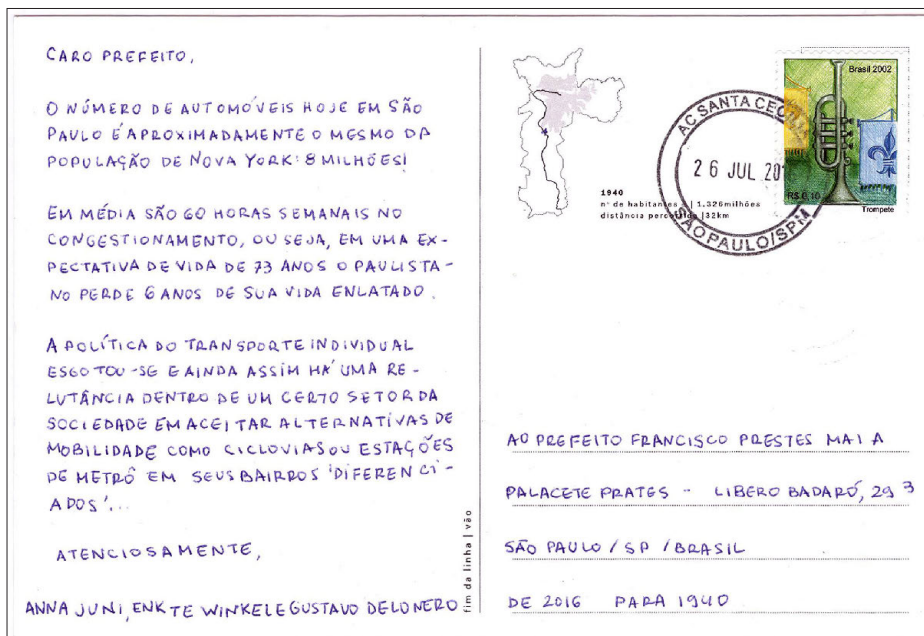 CARO PREFEITO,
O NÚMERO DE AUTOMÓVEIS HOJE EM SÃO
PAULO É APROXIMADAMENTE O MESMO DA
POPULAÇÃO DE NOVA YORK: 8 MILHÕES!
EM MÉDIA SÃO 60 HORAS SEMANAIS NO
CONGESTIONAMENTO, OU SEJA, EM UMA EX-
PECTATIVA DE VIDA DE 73 ANOS O PAULISTA-
NO PERDE 6 ANOS DE SUA VIDA ENLATADO.
A POLÍTICA DO TRANSPORTE INDIVIDUAL
ESGOTOU-SE E AINDA ASSIM HÁ UMA RE-
LUTÂNCIA DENTRO DE UM CERTO SETOR DA
SOCIEDADE EM ACEITAR ALTERNATIVAS DE
MOBILIDADE COMO CICLOVIAS OU ESTAÇÕES
DE METRÔ EM SEUS BAIRROS 'DIFERENCI-
ADOS'...
ATENCIOSAMENTE,
ANNA JUNI, ENK TE WINKEL E GUSTAVO DELONERO
fim da linha | vão
1940
nº de habitantes | 1.326milhões
distância percorrida |32km
AC SANTA CECÍLIA
26 JUL 201
SÃO PAULO/SPM
Brasil 2002
R$ 0,10
Trompete
AO PREFEITO FRANCISCO PRESTES MAIA
PALACETE PRATES - LIBERO BADARÓ, 293
SÃO PAULO / SP / BRASIL
DE 2016 PARA 1940